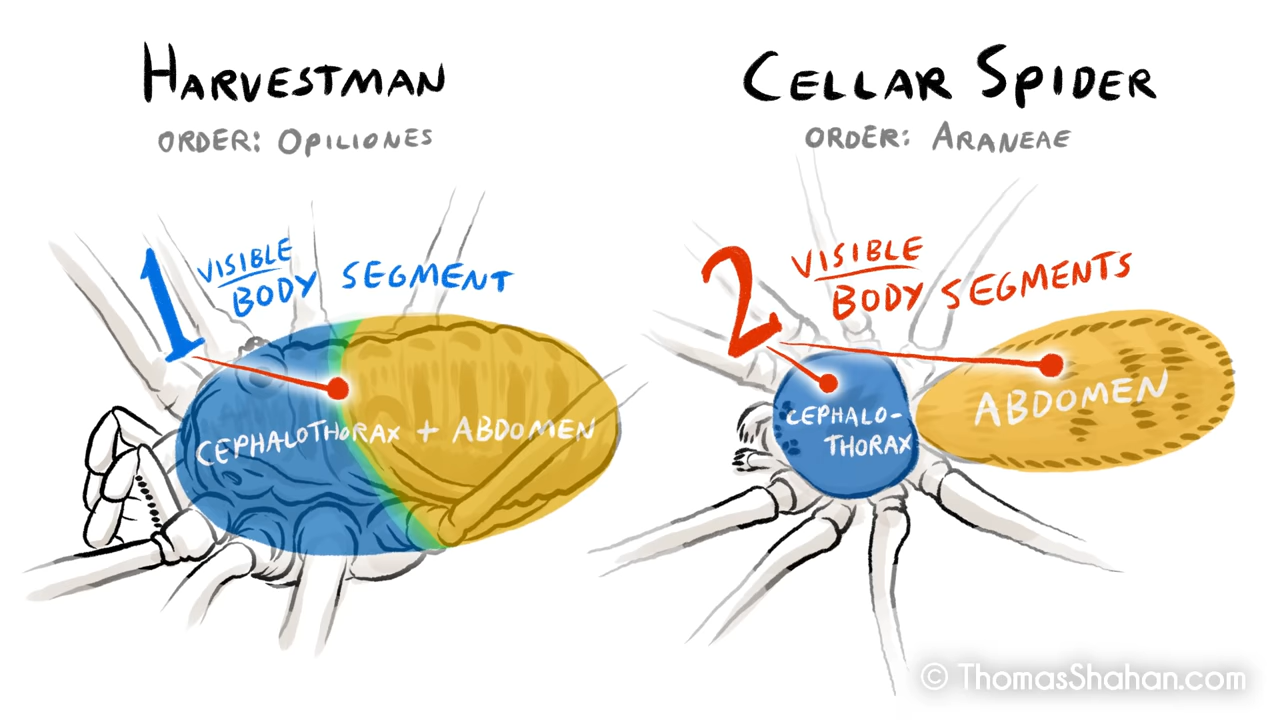 HARVESTMAN
ORDER: OPILIONES
1 VISIBLE
BODY SEGMENT
CEPHALOTHORAX + ABDOMEN
CELLAR SPIDER
ORDER: ARANEAE
2 VISIBLE
BODY SEGMENTS
CEPHALO-
THORAX
ABDOMEN
© ThomasShahan.com